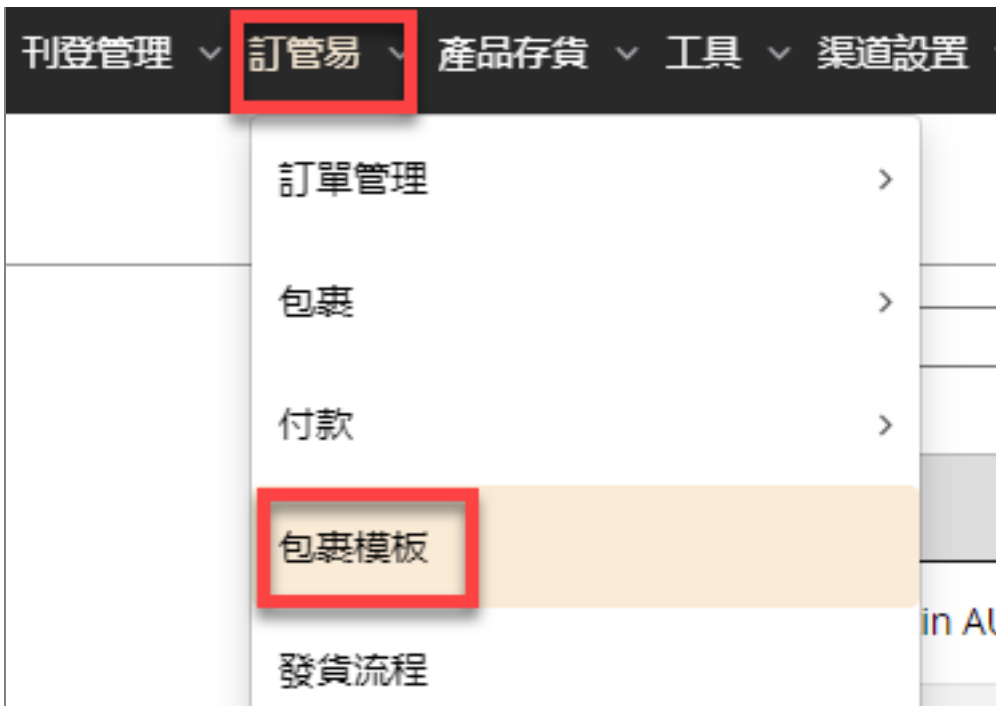 刊登管理 訂管易 產品存貨 工具 渠道設置
訂單管理
包裹
付款
包裹模板
in AU
發貨流程